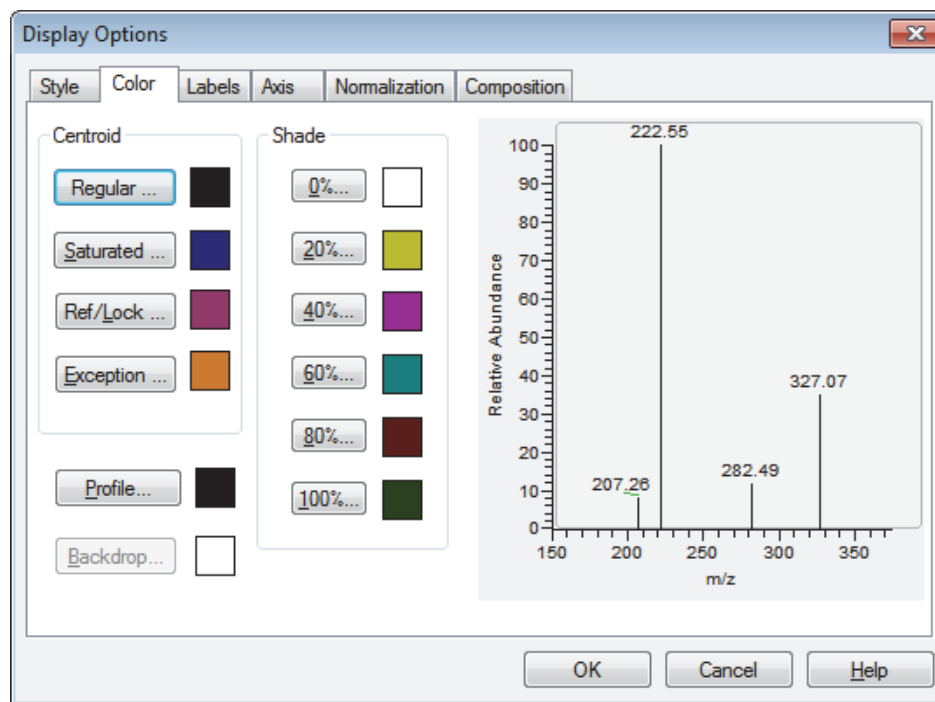 Display Options
Style Color Labels Axis Normalization Composition
Centroid
Regular ...
Saturated ...
Ref/Lock ...
Exception ...
Profile...
Backdrop...
Shade
0%...
20%...
40%...
60%...
80%...
100%...
222.55
327.07
282.49
207.26
Relative Abundance
100
90
80
70
60
50
40
30
20
10
0
150 200 250 300 350
m/z
OK Cancel Help